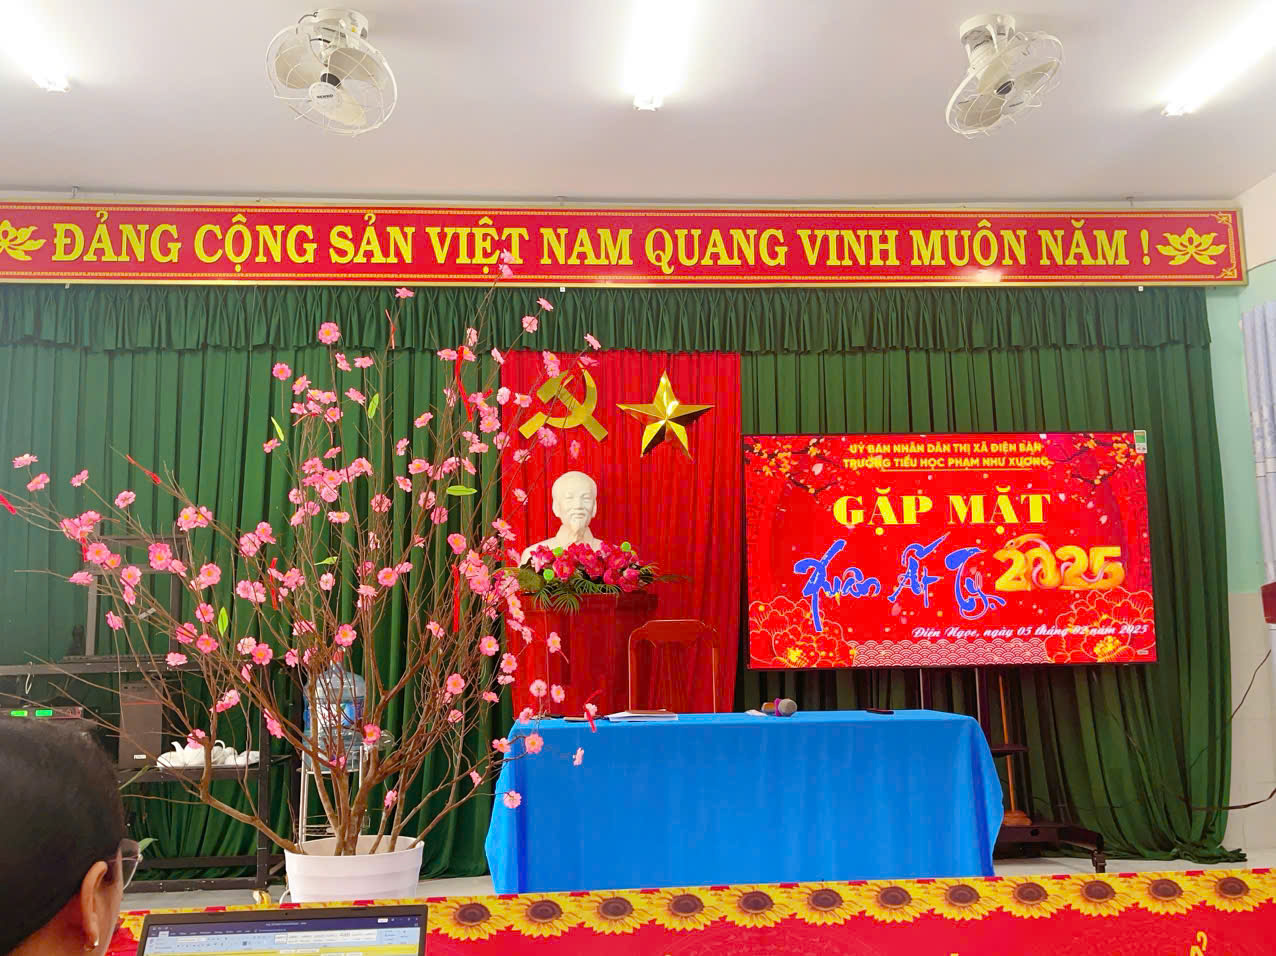 ĐẢNG CỘNG SẢN VIỆT NAM QUANG VINH MUÔN NĂM !
ỦY BAN NHÂN DÂN THỊ XÃ ĐIỆN BÀN
TRƯỜNG TIỂU HỌC PHẠM NHƯ XƯƠNG
GẶP MẶT
Xuân Ất Tỵ 2025
Điện Ngọc, ngày 05 tháng 02 năm 2025